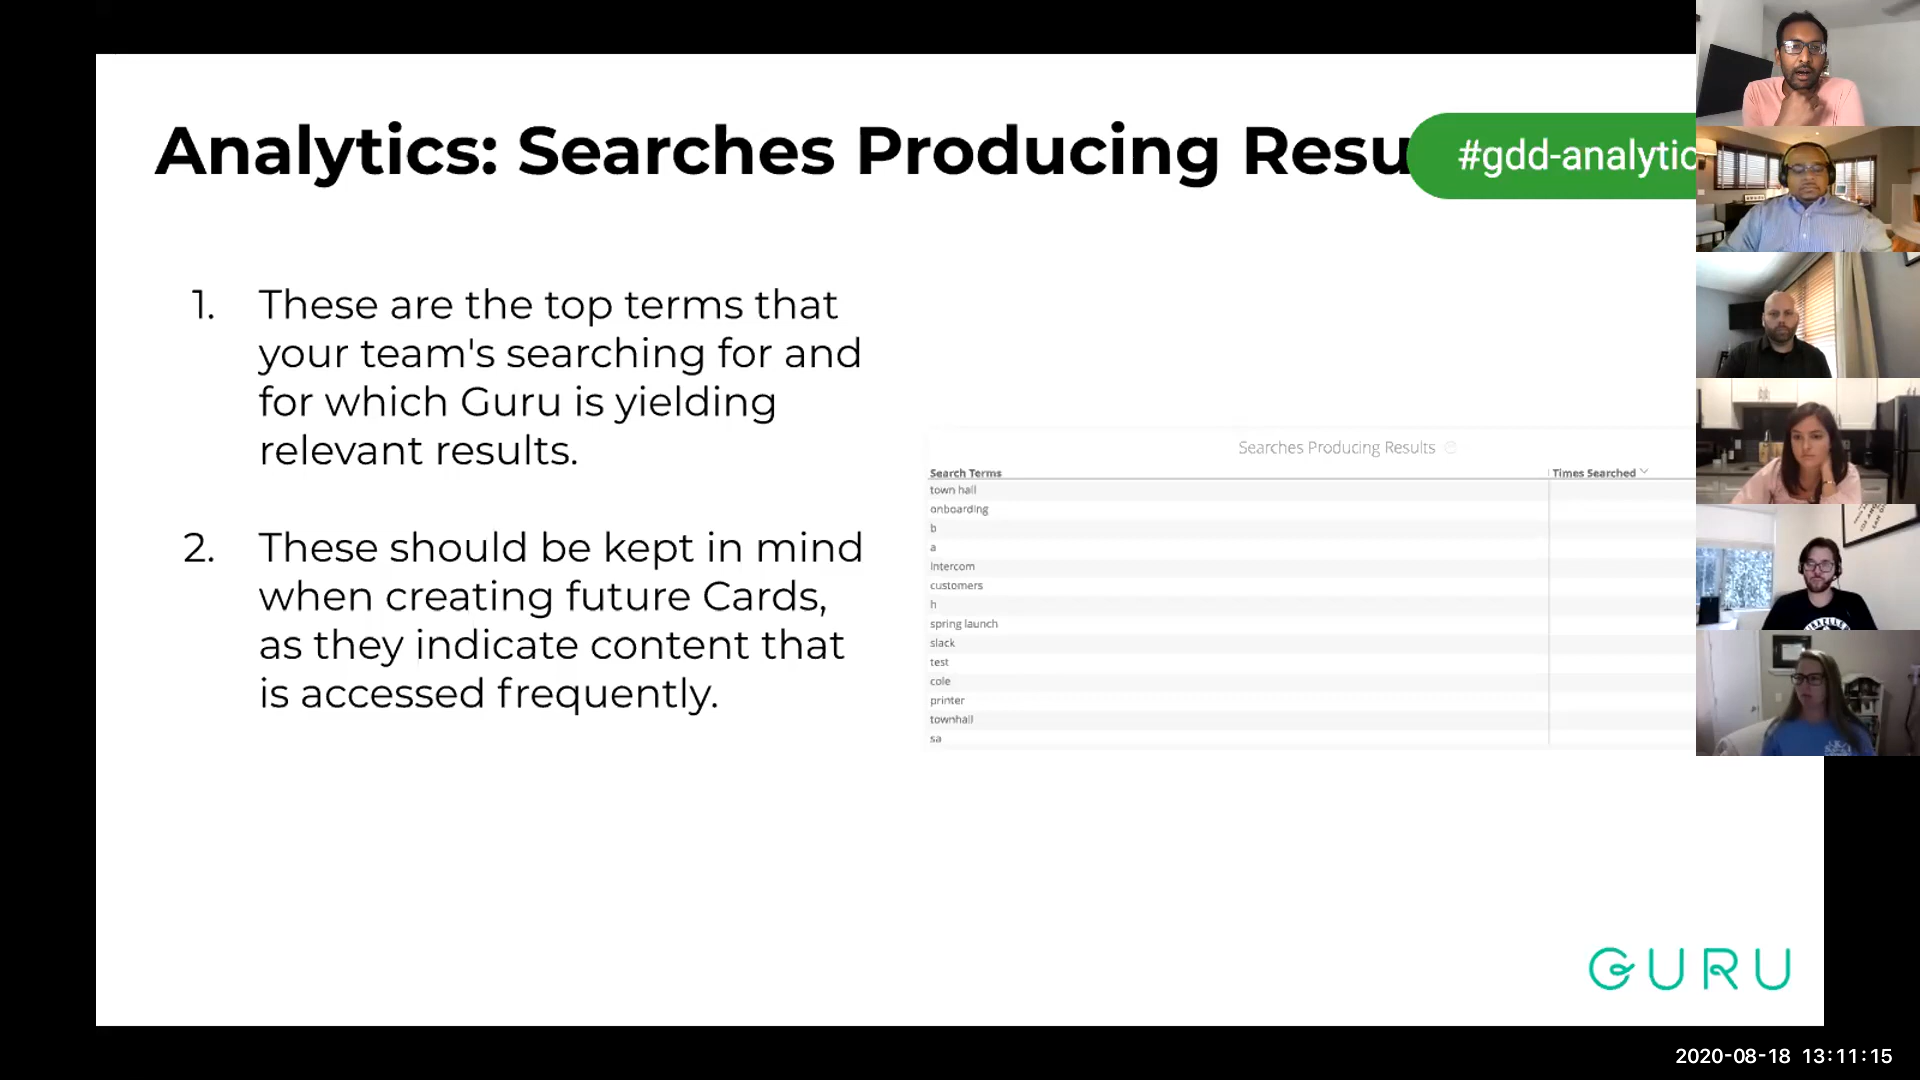 Analytics: Searches Producing Resu
#gdd-analytic
1. These are the top terms that
your team's searching for and
for which Guru is yielding
relevant results.
2. These should be kept in mind
when creating future Cards,
as they indicate content that
is accessed frequently.
Searches Producing Results
Search Terms Times Searched
town hall
onboarding
b
a
Intercom
customers
h
spring launch
slack
test
cole
printer
townhall
sa
GURU
2020-08-18 13:11:15